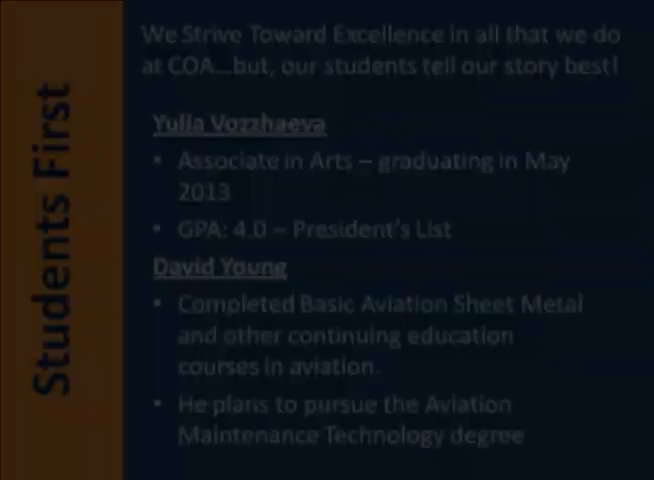 Students First
We Strive Toward Excellence in all that we do
at COA...but, our students tell our story best!
Yulia Vozzhaeva
• Associate in Arts – graduating in May
2013
• GPA: 4.0 – President's List
David Young
• Completed Basic Aviation Sheet Metal
and other continuing education
courses in aviation.
• He plans to pursue the Aviation
Maintenance Technology degree